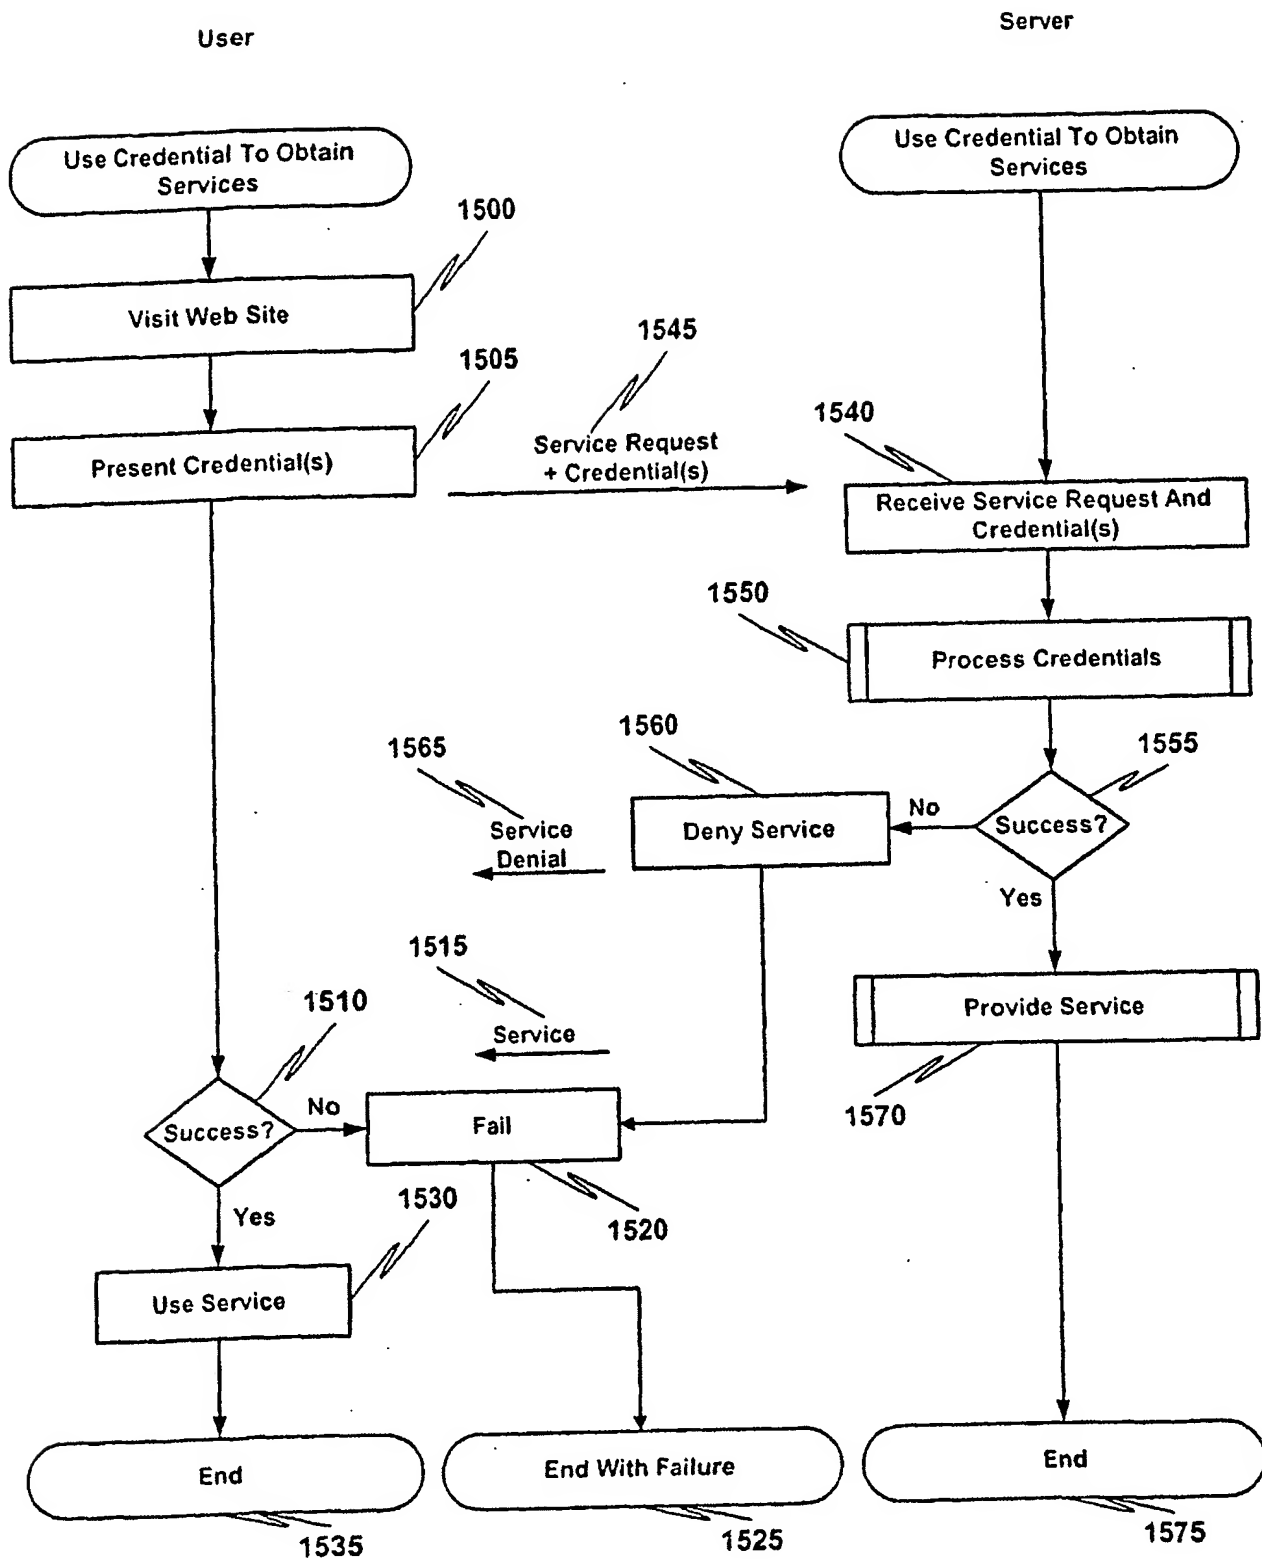 User
Server
Use Credential To Obtain
Services
Use Credential To Obtain
Services
1500
Visit Web Site
1545
1505
1540
Service Request
+ Credential(s)
Present Credential(s)
Receive Service Request And
Credential(s)
1550
Process Credentials
1560
1565
1555
No
Success?
Deny Service
Service
Denial
Yes
1515
1510
Service
Provide Service
1570
No
Success?
Fail
1530
1520
Yes
Use Service
End
End With Failure
End
1535
1525
1575